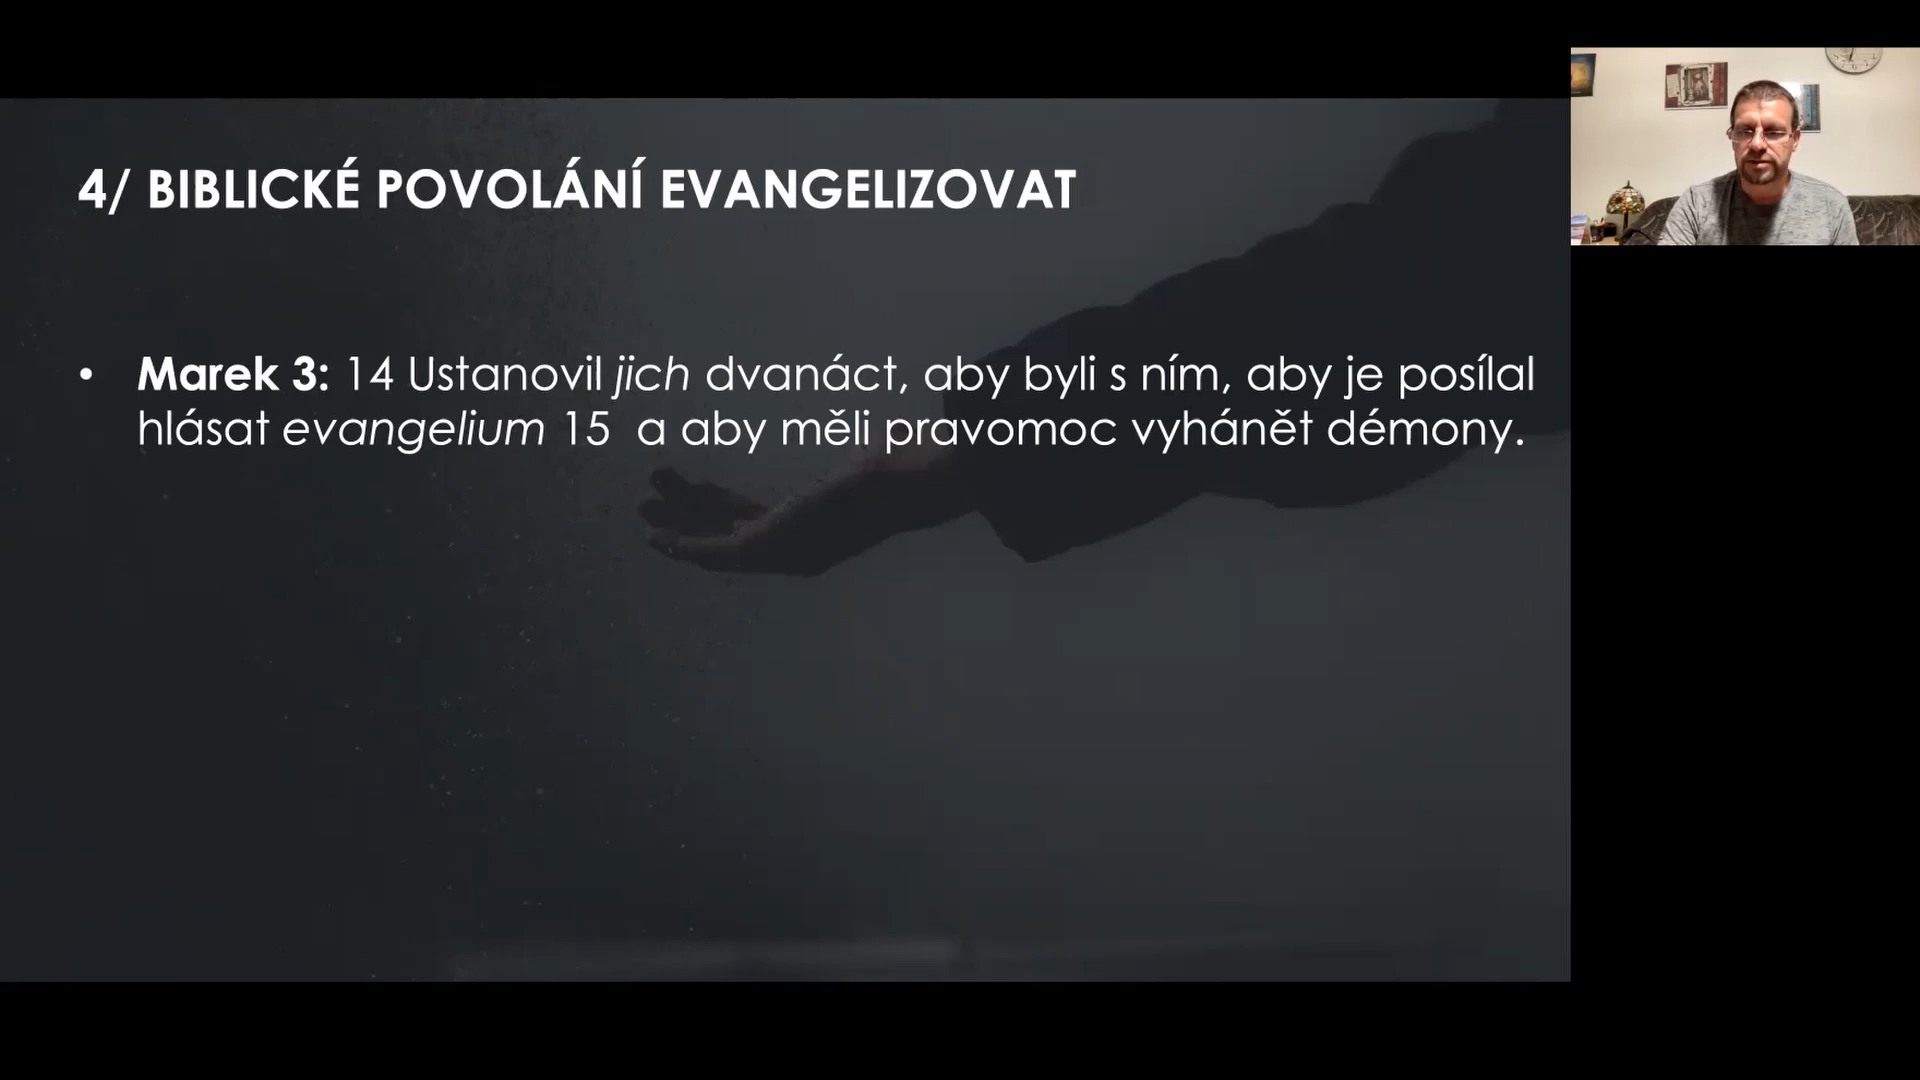 4/ BIBLICKÉ POVOLÁNÍ EVANGELIZOVAT
• Marek 3: 14 Ustanovil jich dvanáct, aby byli s ním, aby je posílal
hlásat evangelium 15  a aby měli pravomoc vyhánět démony.